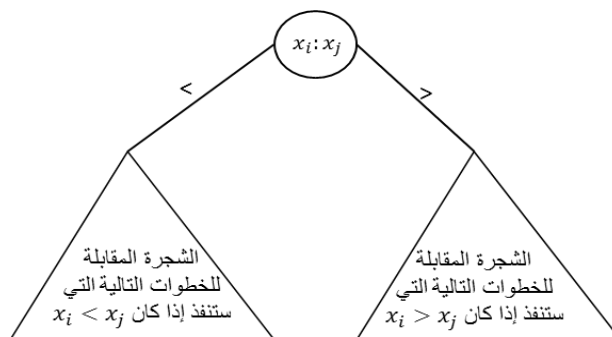 x_i : x_j
<
>
الشجرة المقابلة
للخطوات التالية التي
ستنفذ إذا كان x_i < x_j
الشجرة المقابلة
للخطوات التالية التي
ستنفذ إذا كان x_i > x_j